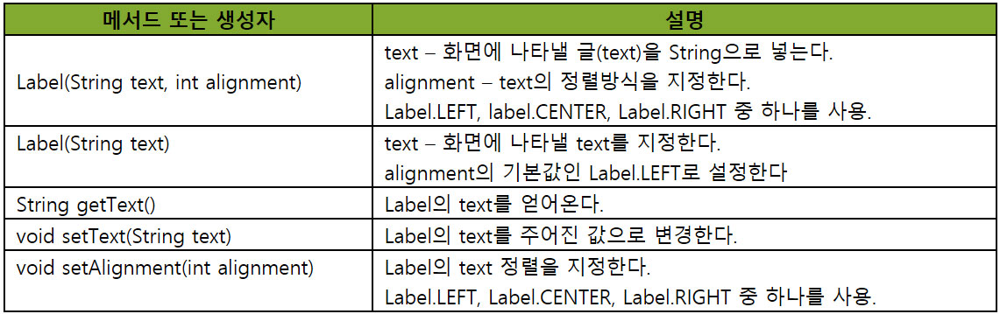 메서드 또는 생성자 설명
Label(String text, int alignment)
text – 화면에 나타낼 글(text)을 String으로 넣는다.
alignment – text의 정렬방식을 지정한다.
Label.LEFT, label.CENTER, Label.RIGHT 중 하나를 사용.
Label(String text)
text – 화면에 나타낼 text를 지정한다.
alignment의 기본값인 Label.LEFT로 설정한다
String getText()
Label의 text를 얻어온다.
void setText(String text)
Label의 text를 주어진 값으로 변경한다.
void setAlignment(int alignment)
Label의 text 정렬을 지정한다.
Label.LEFT, Label.CENTER, Label.RIGHT 중 하나를 사용.